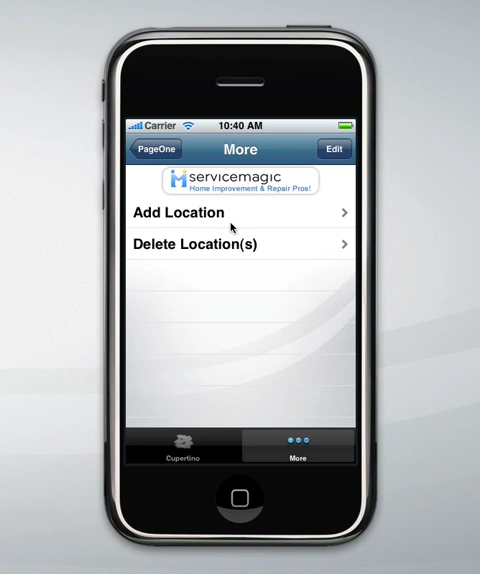 Carrier 10:40 AM
PageOne More Edit
servicemagic
Home Improvement & Repair Pros!
Add Location
Delete Location(s)
Cupertino More